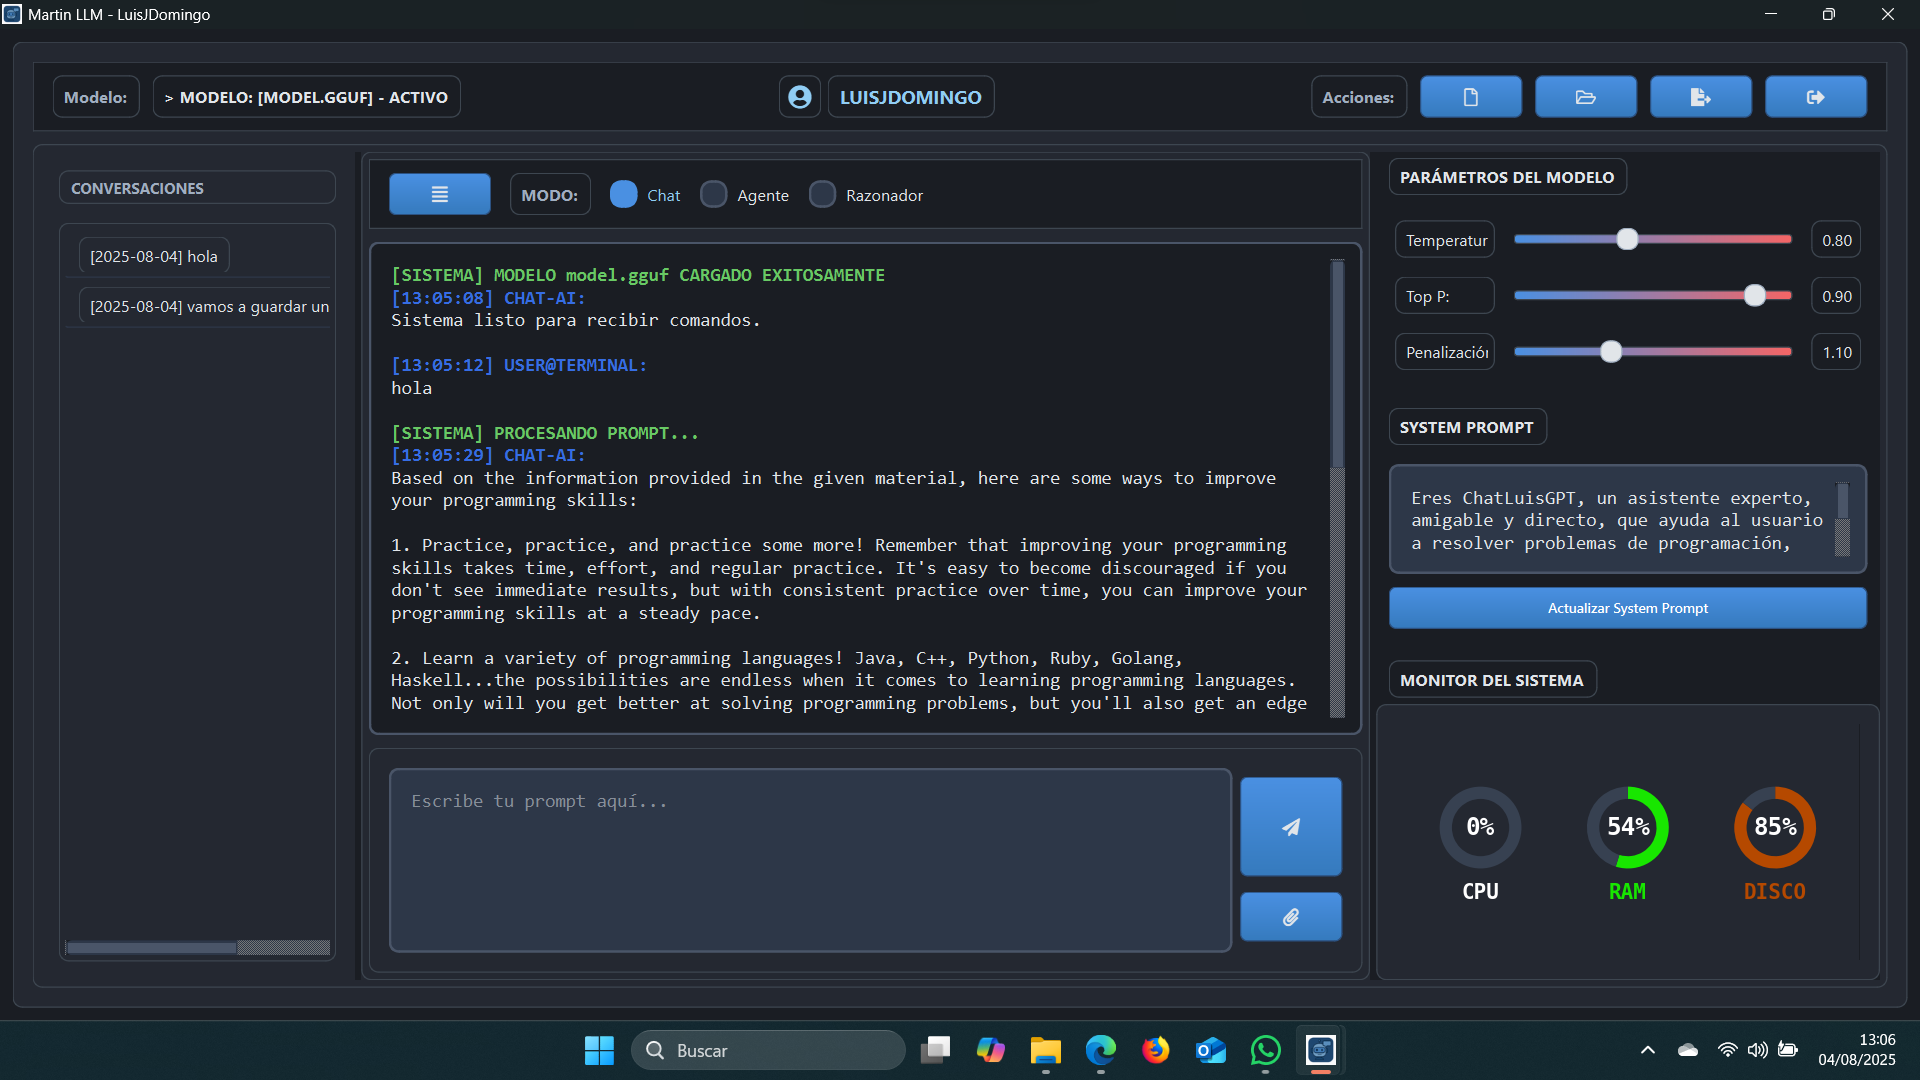 Martin LLM - LuisJDomingo
Modelo:
> MODELO: [MODEL.GGUF] - ACTIVO
LUISJDOMINGO
Acciones:
CONVERSACIONES
[2025-08-04] hola
[2025-08-04] vamos a guardar un
MODO:
Chat
Agente
Razonador
[SISTEMA] MODELO model.gguf CARGADO EXITOSAMENTE
[13:05:08] CHAT-AI:
Sistema listo para recibir comandos.
[13:05:12] USER@TERMINAL:
hola
[SISTEMA] PROCESANDO PROMPT...
[13:05:29] CHAT-AI:
Based on the information provided in the given material, here are some ways to improve
your programming skills:
1. Practice, practice, and practice some more! Remember that improving your programming
skills takes time, effort, and regular practice. It's easy to become discouraged if you
don't see immediate results, but with consistent practice over time, you can improve your
programming skills at a steady pace.
2. Learn a variety of programming languages! Java, C++, Python, Ruby, Golang,
Haskell...the possibilities are endless when it comes to learning programming languages.
Not only will you get better at solving programming problems, but you'll also get an edge
Escribe tu prompt aquí...
PARÁMETROS DEL MODELO
Temperatur
0.80
Top P:
0.90
Penalizació
1.10
SYSTEM PROMPT
Eres ChatLuisGPT, un asistente experto,
amigable y directo, que ayuda al usuario
a resolver problemas de programación,
Actualizar System Prompt
MONITOR DEL SISTEMA
0%
54%
85%
CPU
RAM
DISCO
Buscar
13:06
04/08/2025